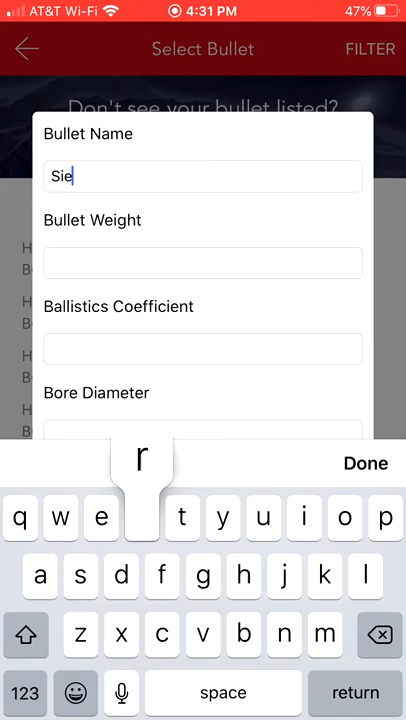 AT&T Wi-Fi 4:31 PM 47%
Select Bullet FILTER
Don't see your bullet listed?
Bullet Name
Sie
Bullet Weight
Ballistics Coefficient
Bore Diameter
H
B
H
B
H
B
H
B
r
Done
q w e t y u i o p
a s d f g h j k l
z x c v b n m
123 space return